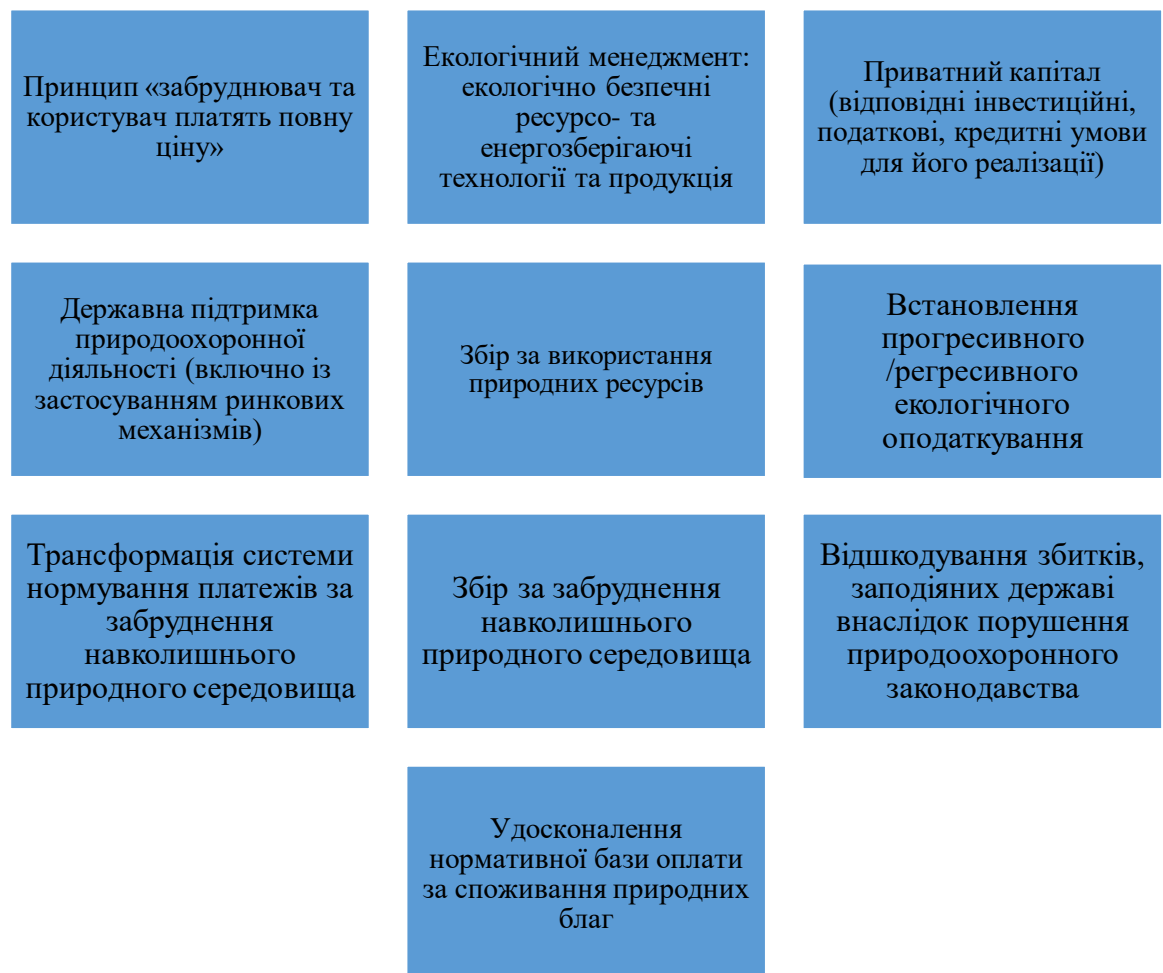 Принцип «забруднювач та
користувач платять повну
ціну»
Екологічний менеджмент:
екологічно безпечні
ресурсо- та
енергозберігаючі
технології та продукція
Приватний капітал
(відповідні інвестиційні,
податкові, кредитні умови
для його реалізації)
Державна підтримка
природоохоронної
діяльності (включно із
застосуванням ринкових
механізмів)
Збір за використання
природних ресурсів
Встановлення
прогресивного
/регресивного
екологічного
оподаткування
Трансформація системи
нормування платежів за
забруднення
навколишнього
природного середовища
Збір за забруднення
навколишнього
природного середовища
Відшкодування збитків,
заподіяних державі
внаслідок порушення
природоохоронного
законодавства
Удосконалення
нормативної бази оплати
за споживання природних
благ